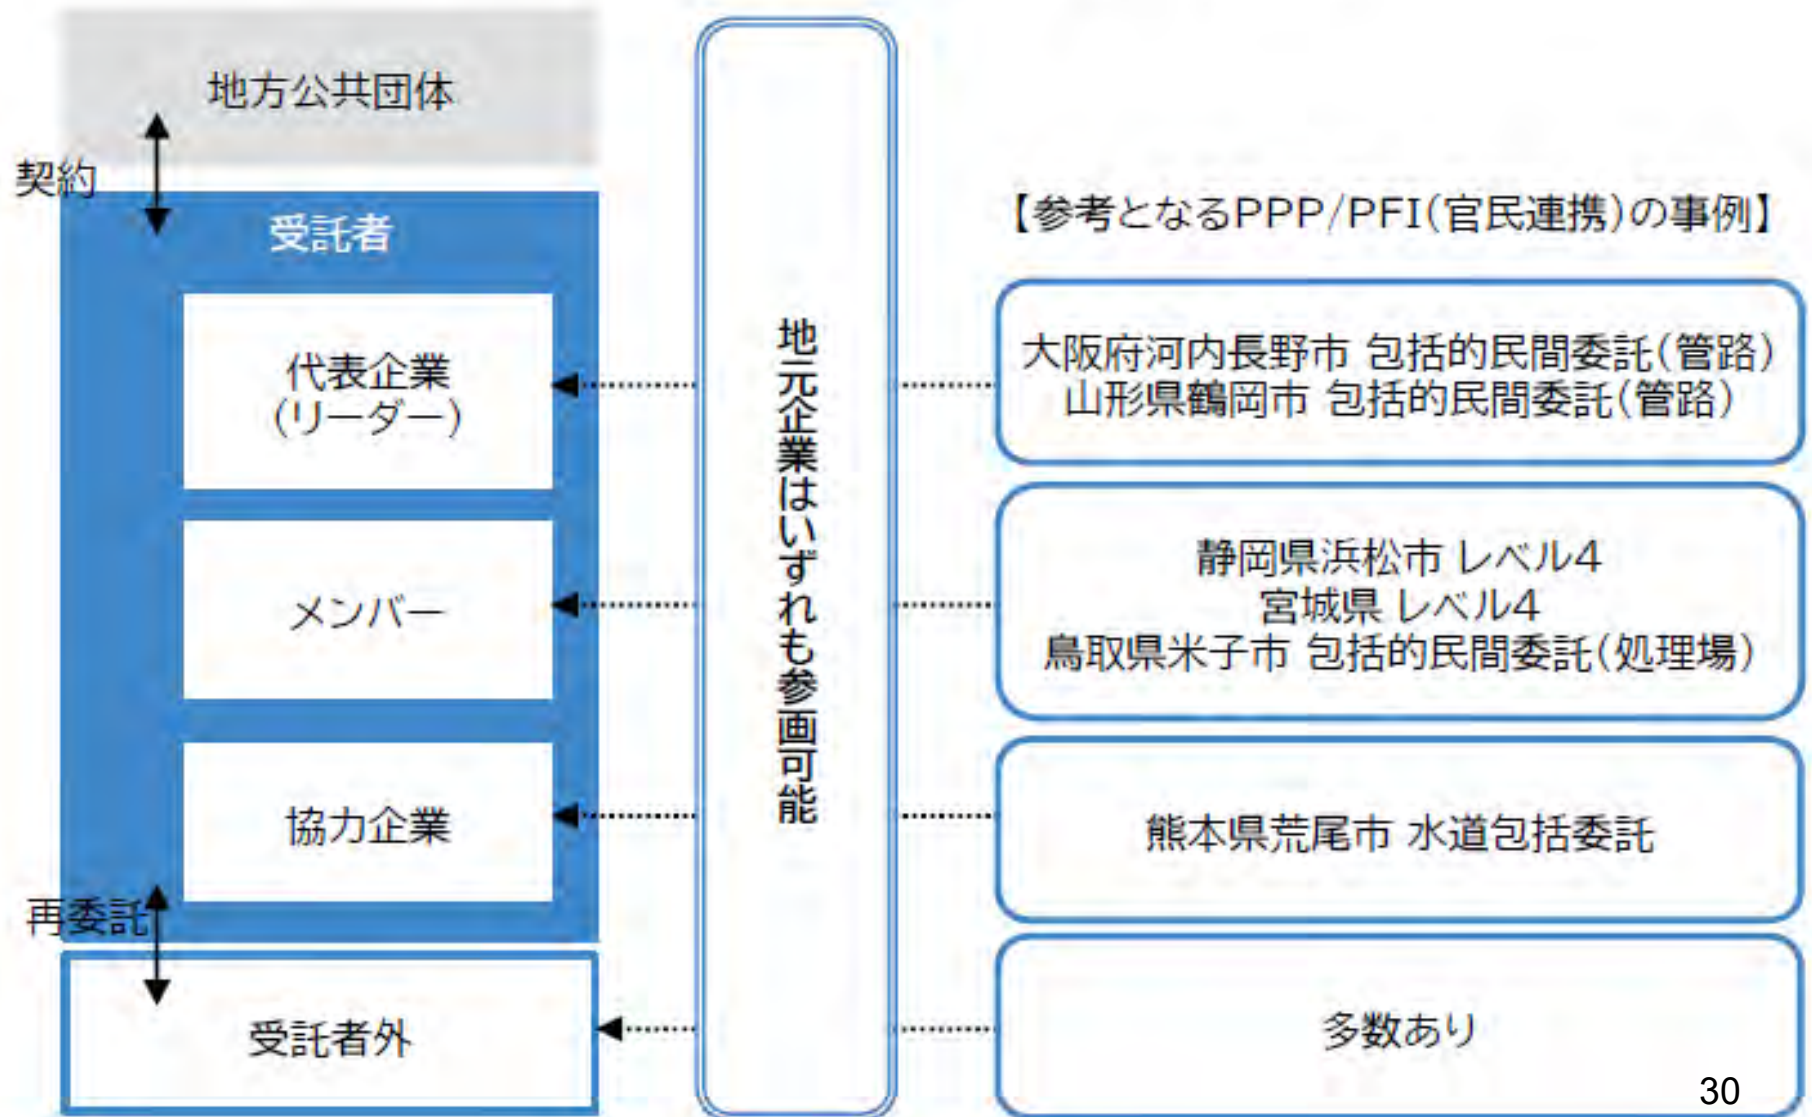 地方公共団体
契約
受託者
代表企業
(リーダー)
メンバー
協力企業
再委託
受託者外
地元企業はいずれも参画可能
【参考となるPPP/PFI(官民連携)の事例】
大阪府河内長野市 包括的民間委託(管路)
山形県鶴岡市 包括的民間委託(管路)
静岡県浜松市 レベル4
宮城県 レベル4
鳥取県米子市 包括的民間委託(処理場)
熊本県荒尾市 水道包括委託
多数あり
30